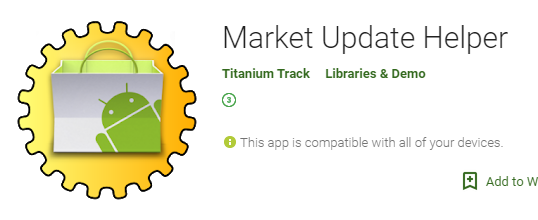 Market Update Helper
Titanium Track Libraries & Demo
3
This app is compatible with all of your devices.
Add to W